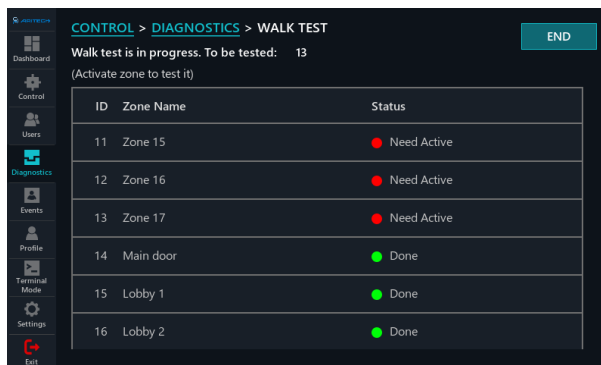 CONTROL > DIAGNOSTICS > WALK TEST
END
Walk test is in progress. To be tested: 13
(Activate zone to test it)
ID Zone Name Status
11 Zone 15 Need Active
12 Zone 16 Need Active
13 Zone 17 Need Active
14 Main door Done
15 Lobby 1 Done
16 Lobby 2 Done
Dashboard
Control
Users
Diagnostics
Events
Profile
Terminal
Mode
Settings
Exit